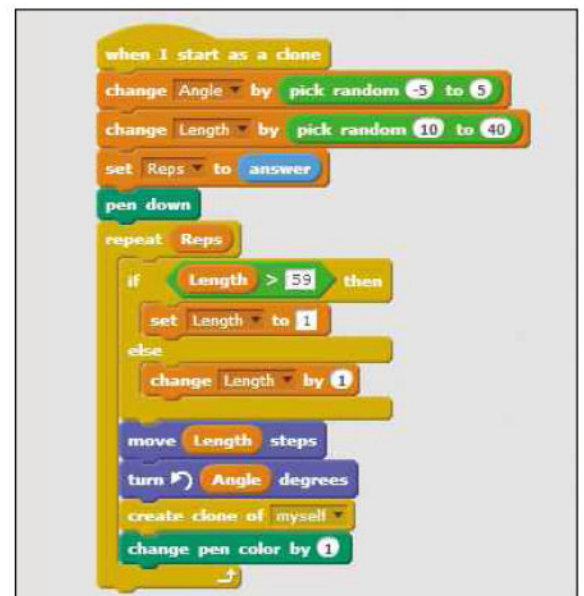 when I start as a clone
change Angle by pick random -5 to 5
change Length by pick random 10 to 40
set Reps to answer
pen down
repeat Reps
if Length > 59 then
set Length to 1
else
change Length by 1
move Length steps
turn Angle degrees
create clone of myself
change pen color by 1